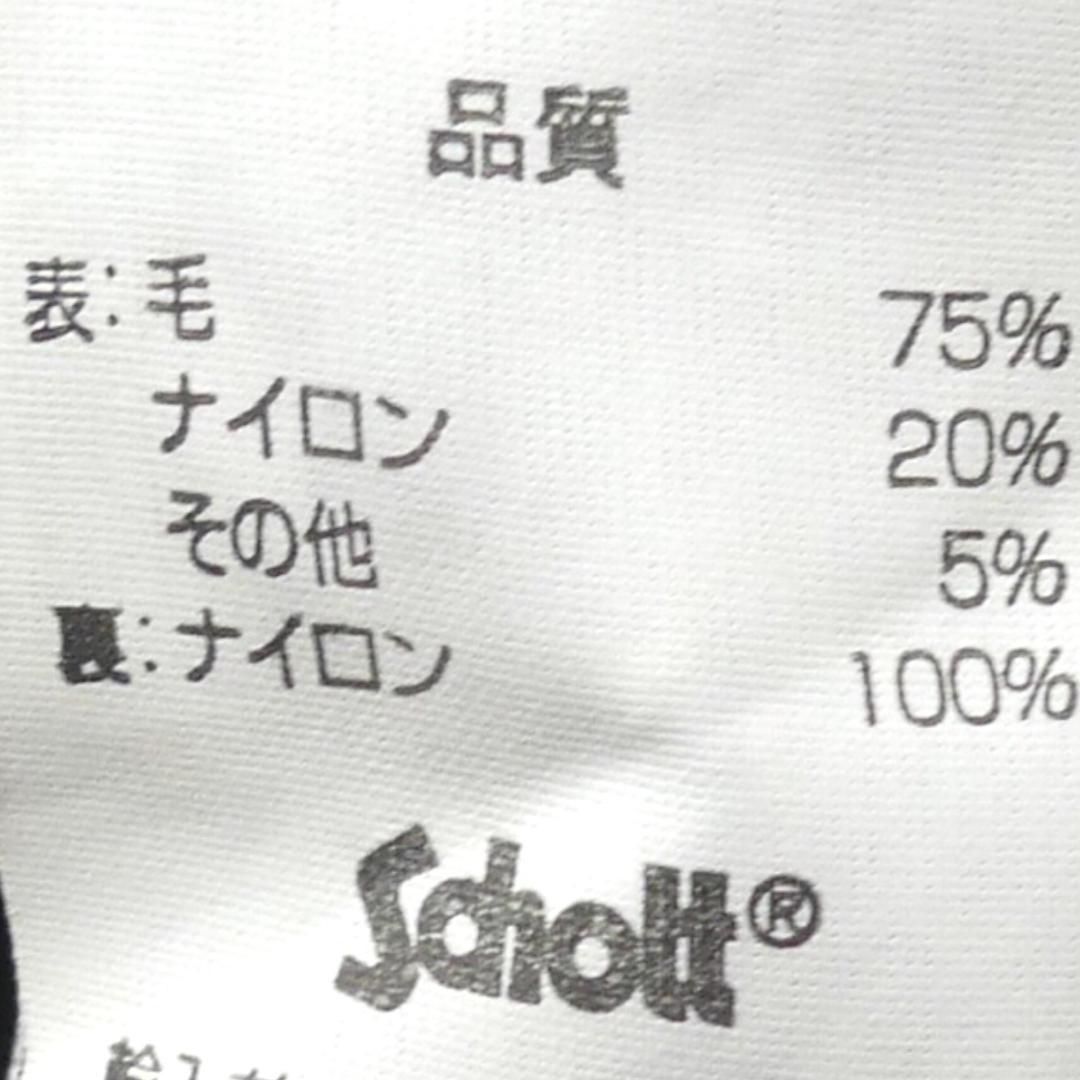 品質
表: 毛 75%
ナイロン 20%
その他 5%
裏: ナイロン 100%
Schott®